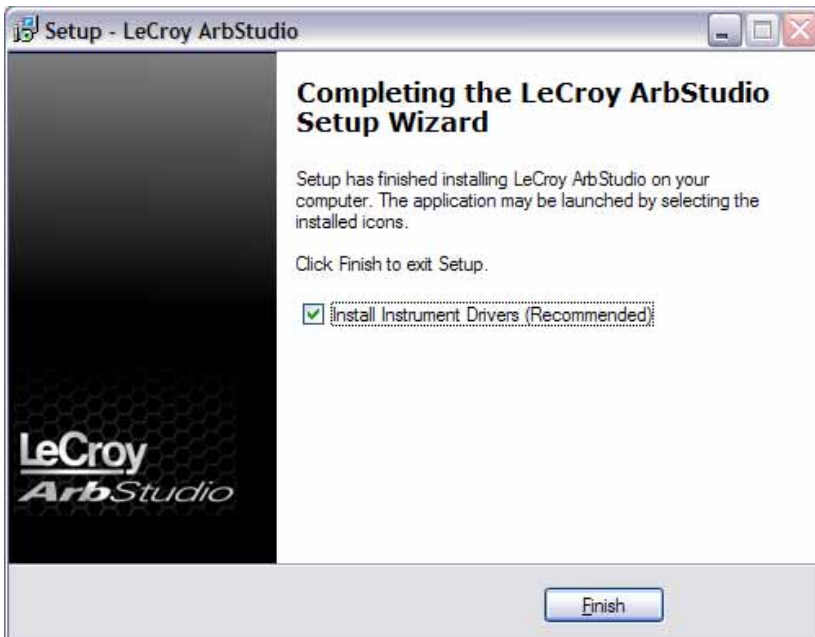 Setup - LeCroy ArbStudio
Completing the LeCroy ArbStudio
Setup Wizard
Setup has finished installing LeCroy ArbStudio on your
computer. The application may be launched by selecting the
installed icons.
Click Finish to exit Setup.
Install Instrument Drivers (Recommended)
LeCroy
ArbStudio
Finish